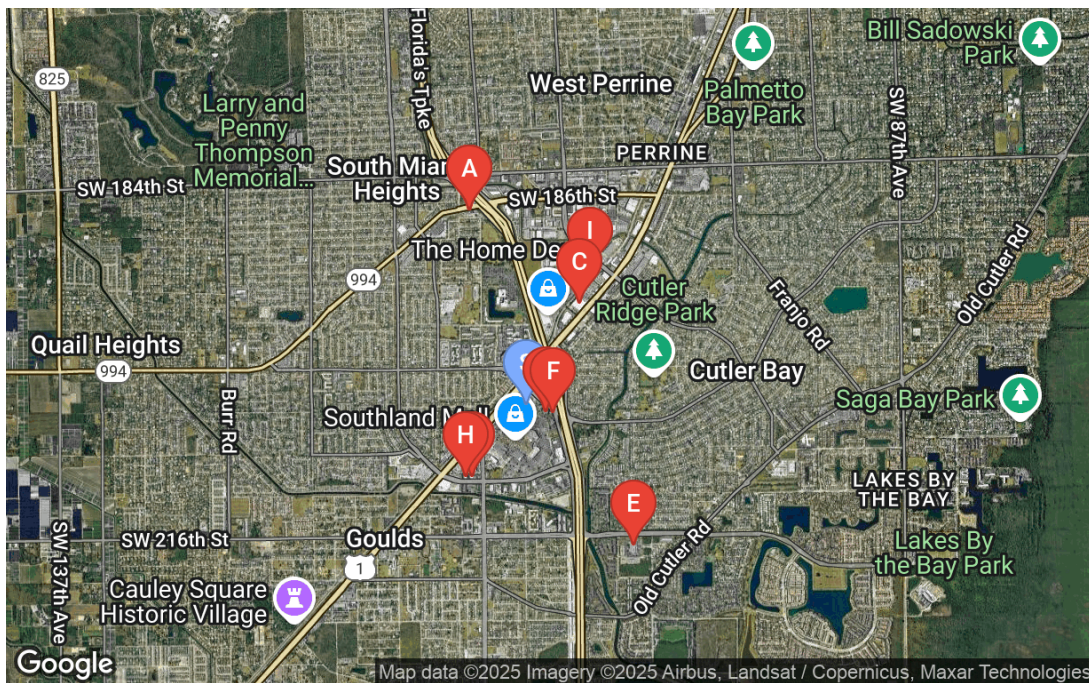 Florida's Tpke
West Perrine
Bill Sadowski
Park
825
Larry and
Penny
Thompson
Memorial...
Palmetto
Bay Park
SW 87th Ave
PERRINE
A
South Miami
Heights
SW 184th St
SW 186th St
I
The Home De
C
994
Cutler
Ridge Park
Franjo Rd
Old Cutler Rd
Quail Heights
994
S
F
Cutler Bay
Burr Rd
Southland Mall
Saga Bay Park
H
LAKES BY
THE BAY
E
SW 137th Ave
SW 216th St
Goulds
1
Old Cutler Rd
Lakes By
the Bay Park
Cauley Square
Historic Village
Google
Map data ©2025 Imagery ©2025 Airbus, Landsat / Copernicus, Maxar Technologies